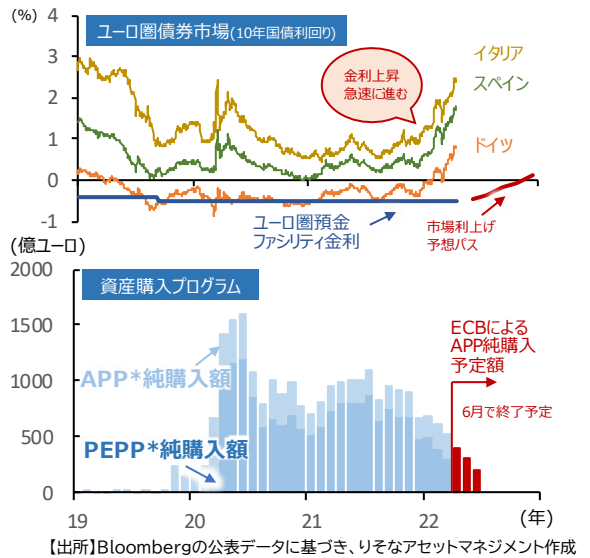 (%)
ユーロ圏債券市場(10年国債利回り)
4
3
2
1
0
-1
金利上昇
急速に進む
イタリア
スペイン
ドイツ
ユーロ圏預金
ファシリティ金利
市場利上げ
予想パス
(億ユーロ)
資産購入プログラム
2000
1500
1000
500
0
APP*純購入額
PEPP*純購入額
ECBによる
APP純購入
予定額
6月で終了予定
19 20 21 22 (年)
【出所】Bloombergの公表データに基づき、りそなアセットマネジメント作成